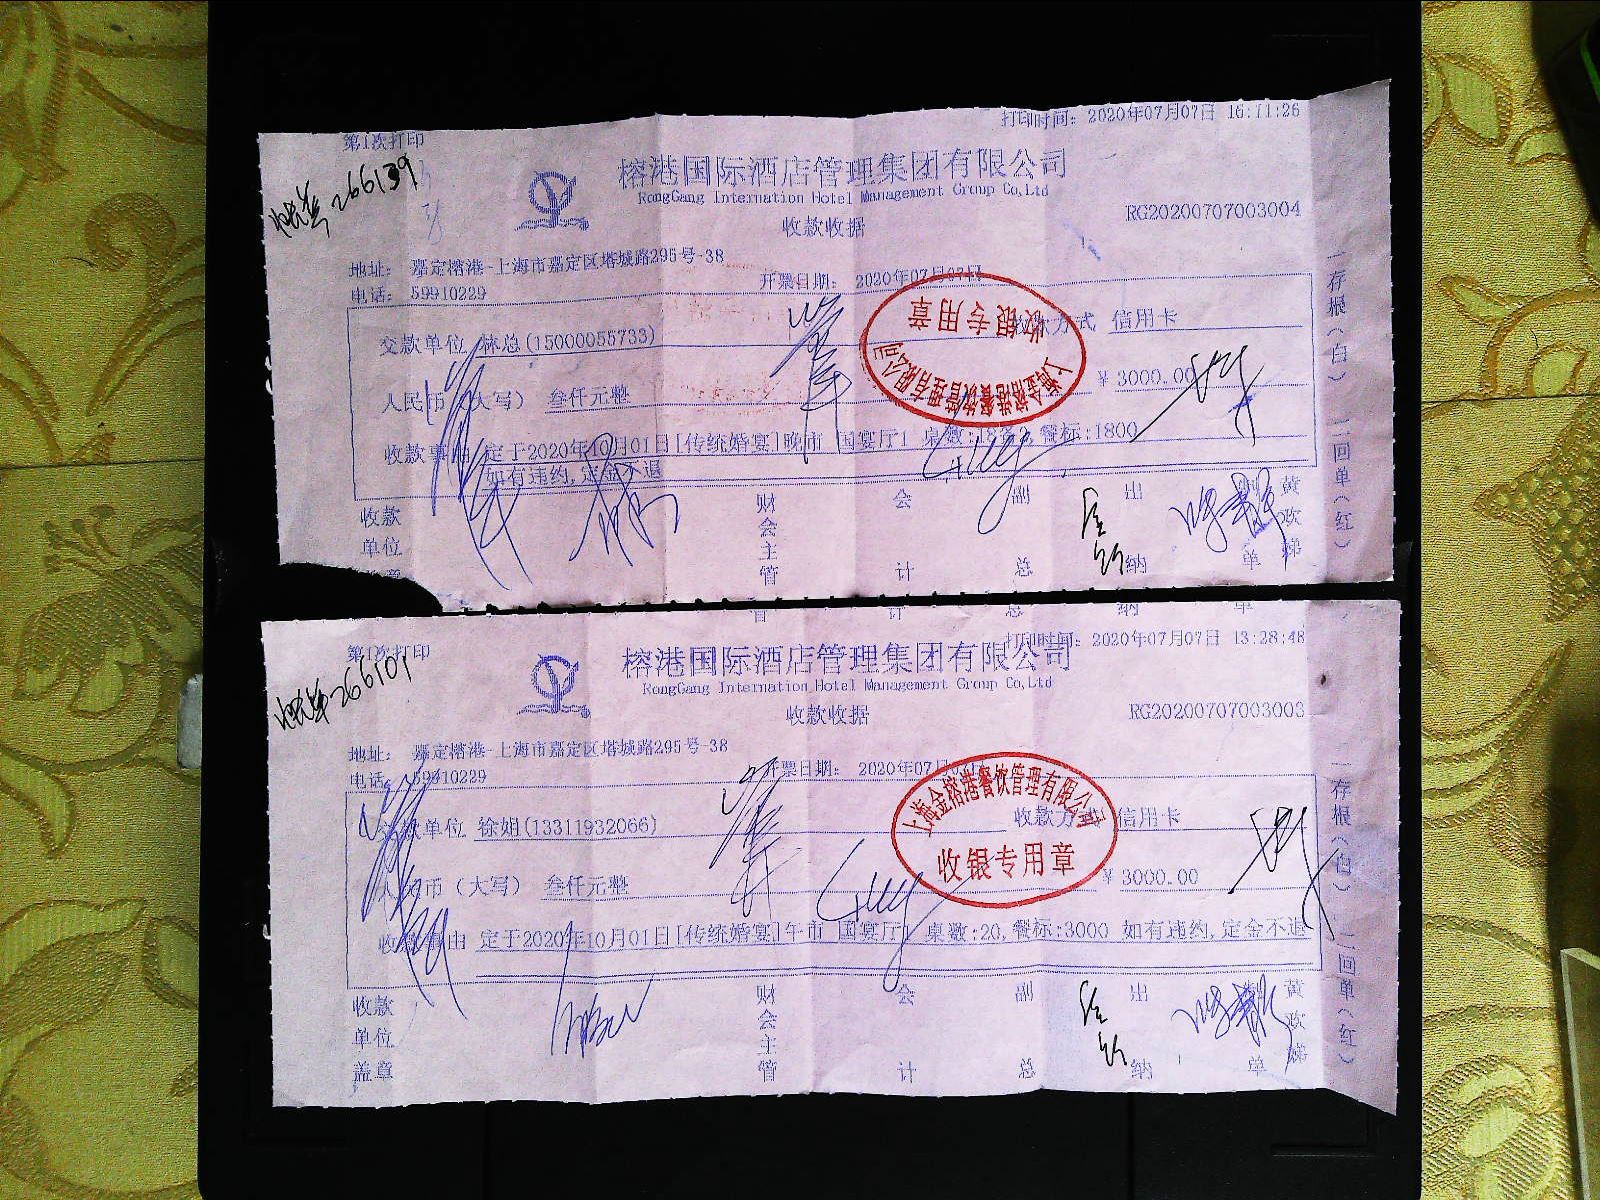 第1次打印
打印时间: 2020年07月07日 16:11:26
266139
榕港国际酒店管理集团有限公司
RongGang Internation Hotel Management Group Co,Ltd
收款收据
RG20200707003004
地址: 嘉定榕港-上海市嘉定区塔城路295号-38
电话: 59910229
开票日期: 2020年07月07日
交款单位 林总(15000055733)
收款方式 信用卡
人民币(大写) 叁仟元整
¥ 3000.00
收款事由 定于2020年10月01日[传统婚宴]晚市 国宴厅1 桌数:18 餐标:1800
如有违约,定金不退
收款单位
财会主管
会计
副总
出纳
单
黄欢娣
一存根(白) 二回单(红)
上海金榕港餐饮管理有限公司
收银专用章
第1次打印
打印时间: 2020年07月07日 13:28:48
266101
榕港国际酒店管理集团有限公司
RongGang Internation Hotel Management Group Co,Ltd
收款收据
RG20200707003003
地址: 嘉定榕港-上海市嘉定区塔城路295号-38
电话: 59910229
开票日期: 2020年07月
交款单位 徐姐(13311932066)
收款方式 信用卡
人民币(大写) 叁仟元整
¥ 3000.00
收款事由 定于2020年10月01日[传统婚宴]午市 国宴厅1 桌数:20,餐标:3000 如有违约,定金不退
收款单位盖章
财会主管
会计
副总
出纳
单
黄欢娣
一存根(白) 二回单(红)
上海金榕港餐饮管理有限公司
收银专用章